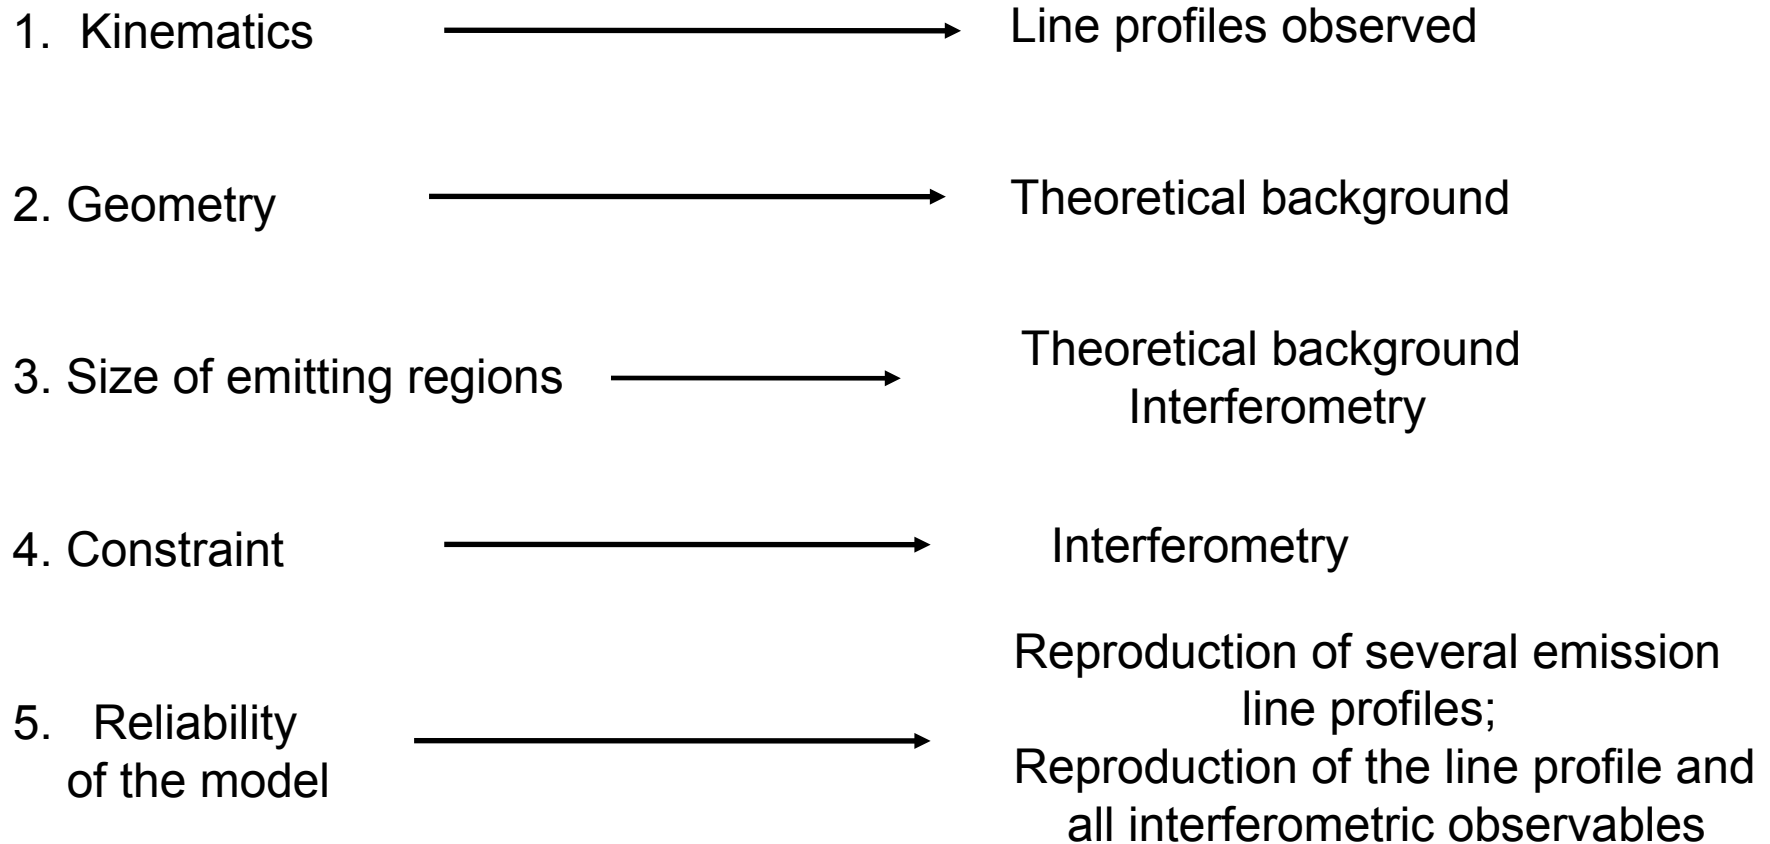 1. Kinematics
Line profiles observed
2. Geometry
Theoretical background
3. Size of emitting regions
Theoretical background
Interferometry
4. Constraint
Interferometry
5. Reliability
of the model
Reproduction of several emission
line profiles;
Reproduction of the line profile and
all interferometric observables